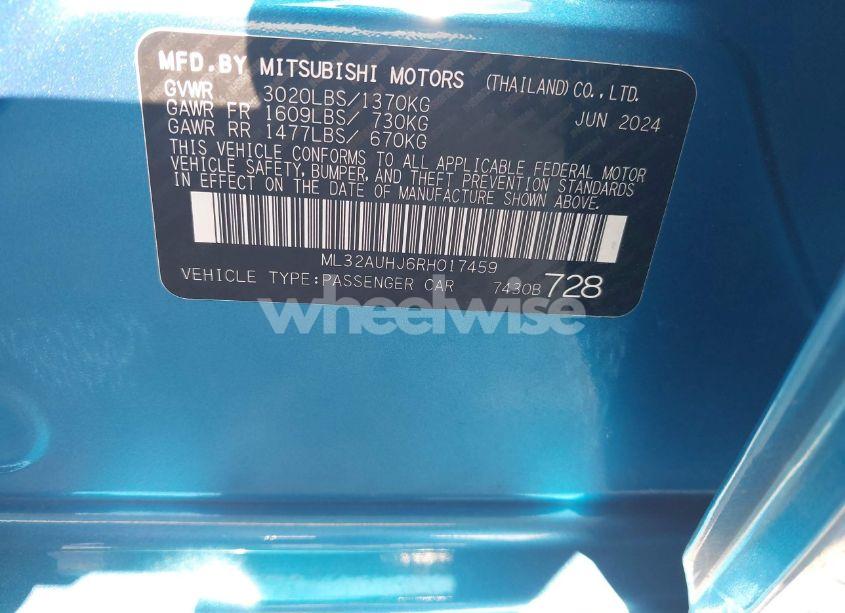 MFD.BY MITSUBISHI MOTORS (THAILAND)CO.,LTD.
GVWR 3020LBS/1370KG JUN 2024
GAWR FR 1609LBS/ 730KG
GAWR RR 1477LBS/ 670KG
THIS VEHICLE CONFORMS TO ALL APPLICABLE FEDERAL MOTOR
VEHICLE SAFETY, BUMPER, AND THEFT PREVENTION STANDARDS
IN EFFECT ON THE DATE OF MANUFACTURE SHOWN ABOVE.
ML32AUHJ6RH017459
VEHICLE TYPE:PASSENGER CAR 7430B 728
wheelwise